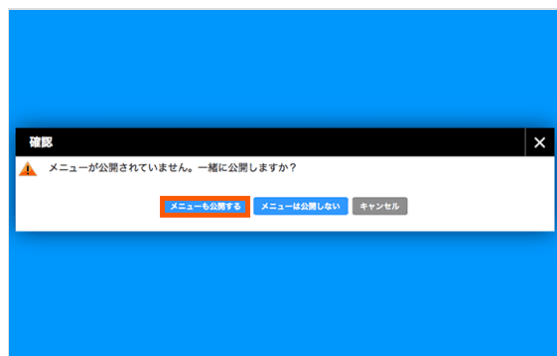 確認
メニューが公開されていません。一緒に公開しますか？
メニューも公開する メニューは公開しない キャンセル